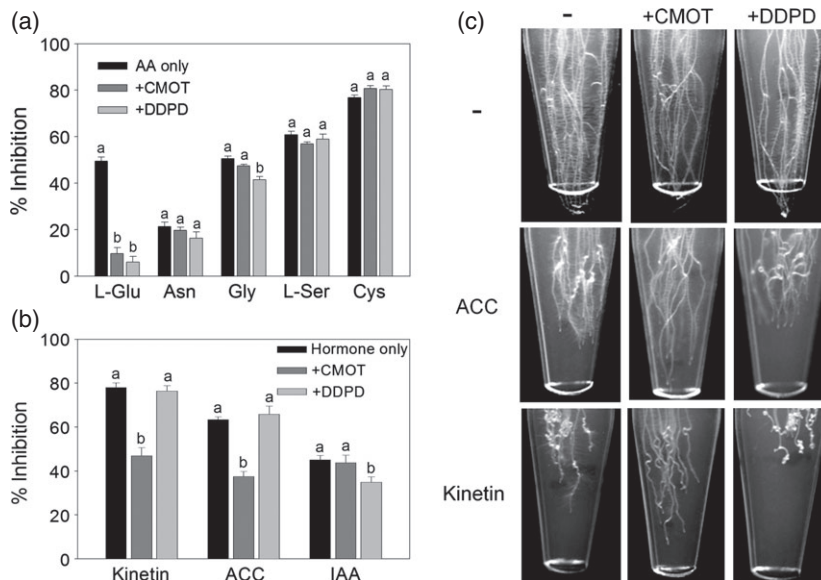 (a)
100
80
60
40
20
0
% Inhibition
AA only
+CMOT
+DDPD
a
b
b
a
a
a
a
a
b
a
a
a
a
a
a
L-Glu
Asn
Gly
L-Ser
Cys
(b)
100
80
60
40
20
0
% Inhibition
Hormone only
+CMOT
+DDPD
a
b
a
a
b
a
a
a
b
Kinetin
ACC
IAA
(c)
- +CMOT +DDPD
-
ACC
Kinetin